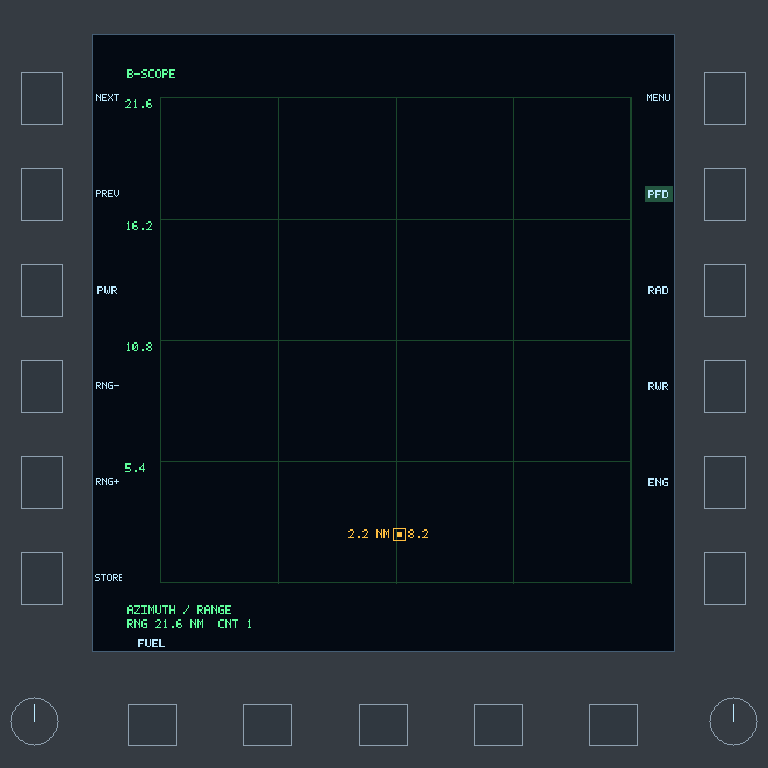 B-SCOPE
NEXT 21.6 MENU
PREV PFD
16.2
PWR RAD
10.8
RNG- RWR
5.4
RNG+ ENG
2.2 NM 8.2
STORE
AZIMUTH / RANGE
RNG 21.6 NM CNT 1
FUEL